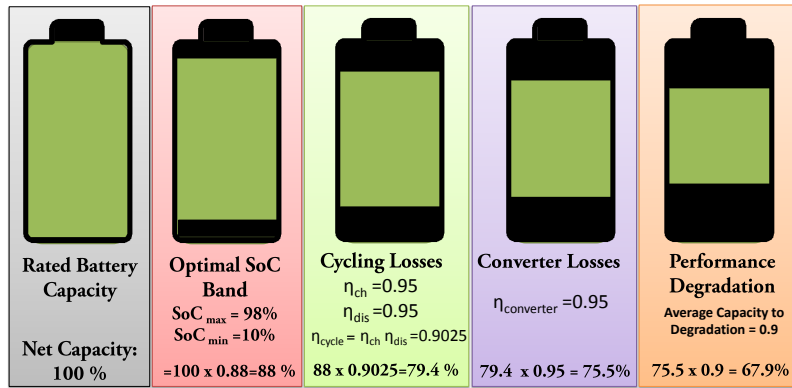 Rated Battery
Capacity
Net Capacity:
100 %
Optimal SoC
Band
SoC max = 98%
SoC min =10%
=100 x 0.88=88 %
Cycling Losses
ηch =0.95
ηdis =0.95
ηcycle = ηch ηdis =0.9025
88 x 0.9025=79.4 %
Converter Losses
ηconverter =0.95
79.4 x 0.95 = 75.5%
Performance
Degradation
Average Capacity to
Degradation = 0.9
75.5 x 0.9 = 67.9%